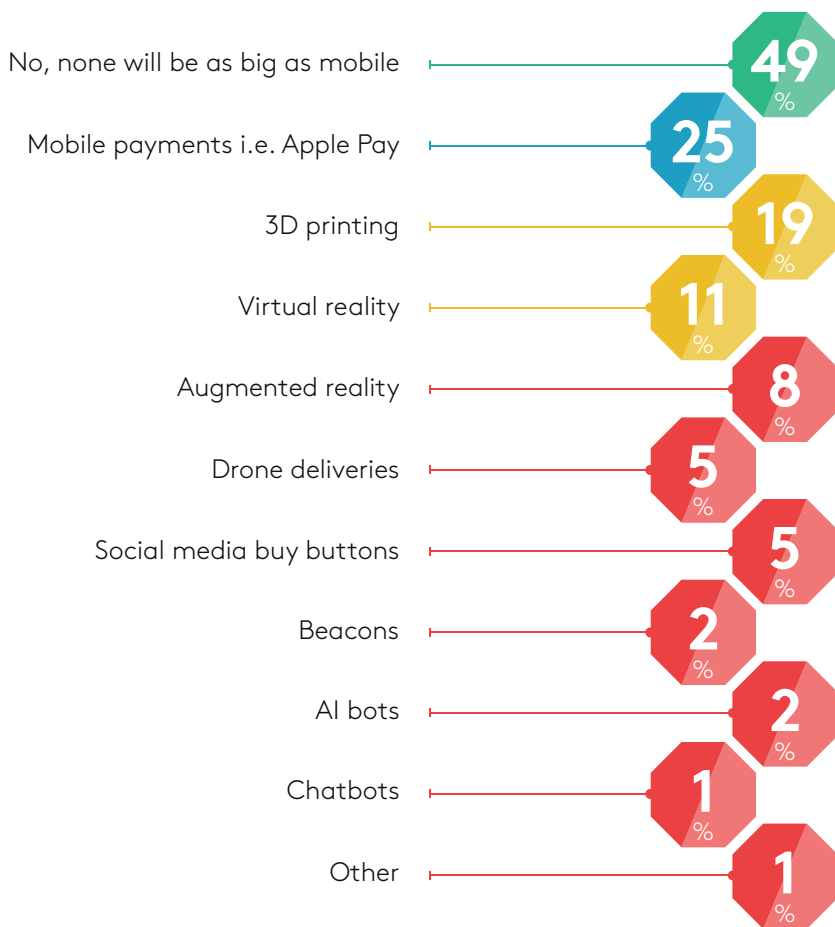 No, none will be as big as mobile 49 %
Mobile payments i.e. Apple Pay 25 %
3D printing 19 %
Virtual reality 11 %
Augmented reality 8 %
Drone deliveries 5 %
Social media buy buttons 5 %
Beacons 2 %
AI bots 2 %
Chatbots 1 %
Other 1 %